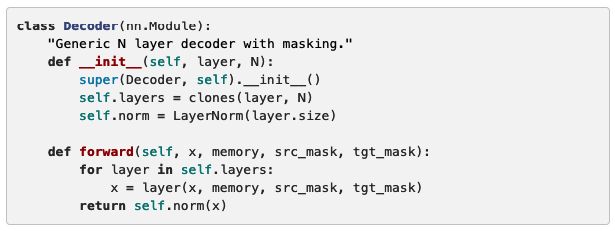 class Decoder(nn.Module):
    "Generic N layer decoder with masking."
    def __init__(self, layer, N):
        super(Decoder, self).__init__()
        self.layers = clones(layer, N)
        self.norm = LayerNorm(layer.size)

    def forward(self, x, memory, src_mask, tgt_mask):
        for layer in self.layers:
            x = layer(x, memory, src_mask, tgt_mask)
        return self.norm(x)